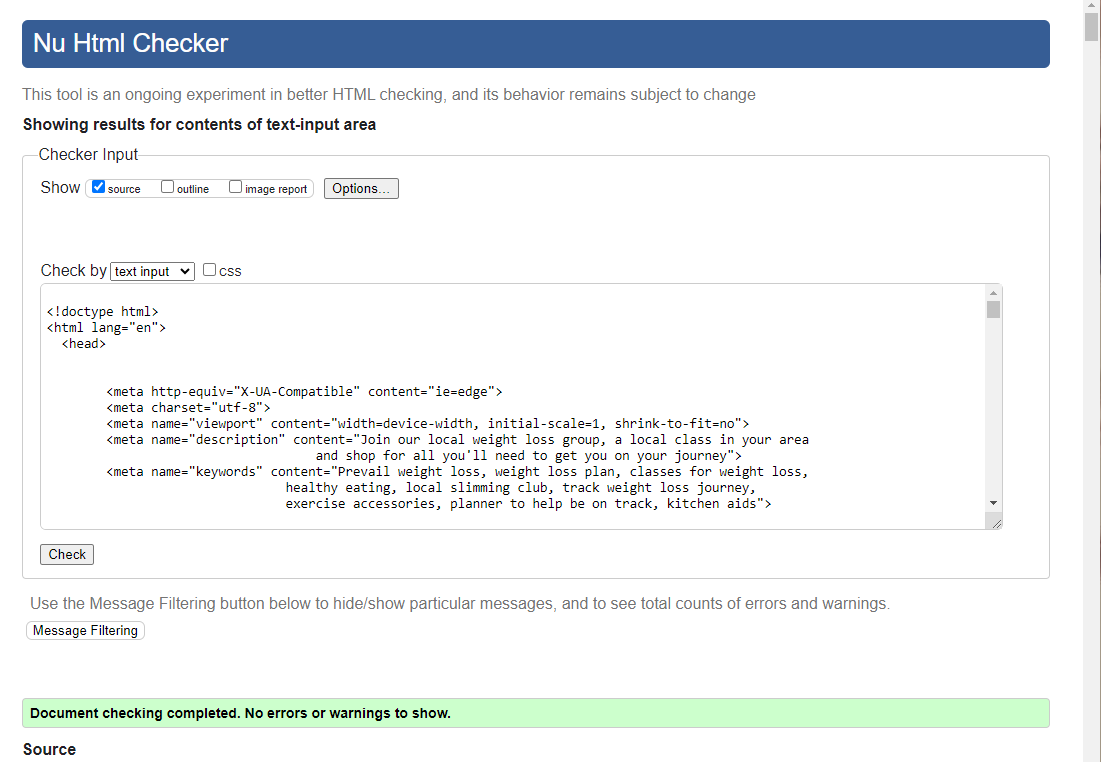 Nu Html Checker
This tool is an ongoing experiment in better HTML checking, and its behavior remains subject to change
Showing results for contents of text-input area
Checker Input
Show source outline image report Options...
Check by text input css
<!doctype html>
<html lang="en">
<head>
<meta http-equiv="X-UA-Compatible" content="ie=edge">
<meta charset="utf-8">
<meta name="viewport" content="width=device-width, initial-scale=1, shrink-to-fit=no">
<meta name="description" content="Join our local weight loss group, a local class in your area
and shop for all you'll need to get you on your journey">
<meta name="keywords" content="Prevail weight loss, weight loss plan, classes for weight loss,
healthy eating, local slimming club, track weight loss journey,
exercise accessories, planner to help be on track, kitchen aids">
Check
Use the Message Filtering button below to hide/show particular messages, and to see total counts of errors and warnings.
Message Filtering
Document checking completed. No errors or warnings to show.
Source